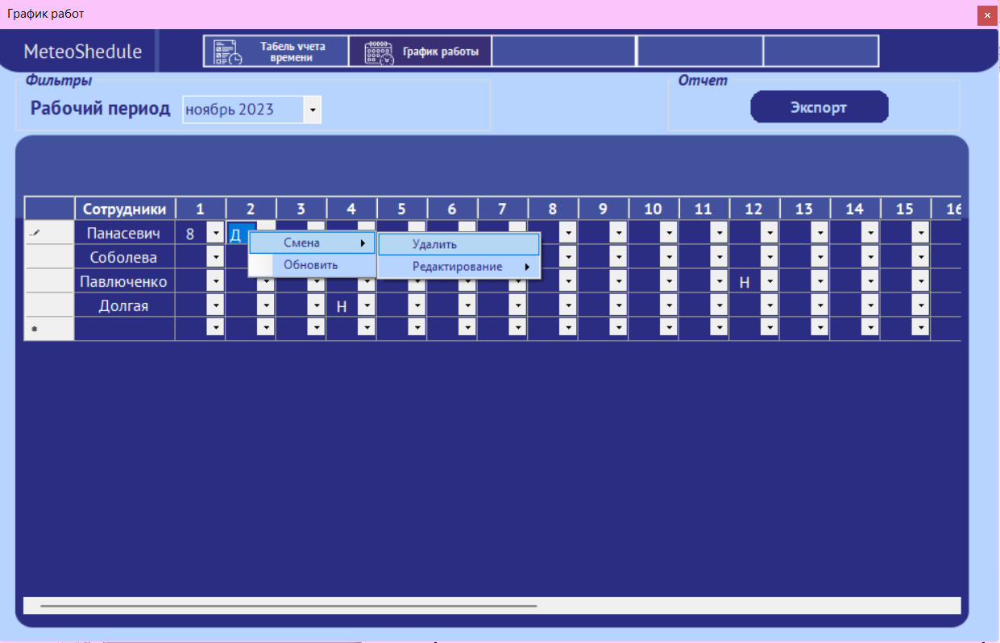 График работ
MeteoShedule
Табель учета
времени
График работы
Фильтры
Отчет
Рабочий период ноябрь 2023
Экспорт
Сотрудники 1 2 3 4 5 6 7 8 9 10 11 12 13 14 15 16
Панасевич 8 Д
Смена Удалить
Соболева
Обновить Редактирование
Павлюченко Н
Долгая Н